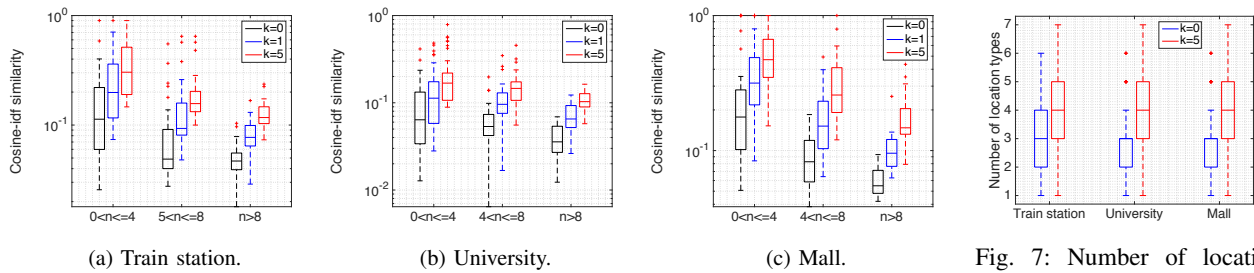 Cosine-idf similarity
10^0
10^-1
k=0
k=1
k=5
0<n<=4
5<n<=8
n>8
(a) Train station.
Cosine-idf similarity
10^0
10^-1
10^-2
k=0
k=1
k=5
0<n<=4
4<n<=8
n>8
(b) University.
Cosine-idf similarity
10^0
10^-1
k=0
k=1
k=5
0<n<=4
4<n<=8
n>8
(c) Mall.
Number of location types
7
6
5
4
3
2
1
k=0
k=5
Train station
University
Mall
Fig. 7: Number of locati